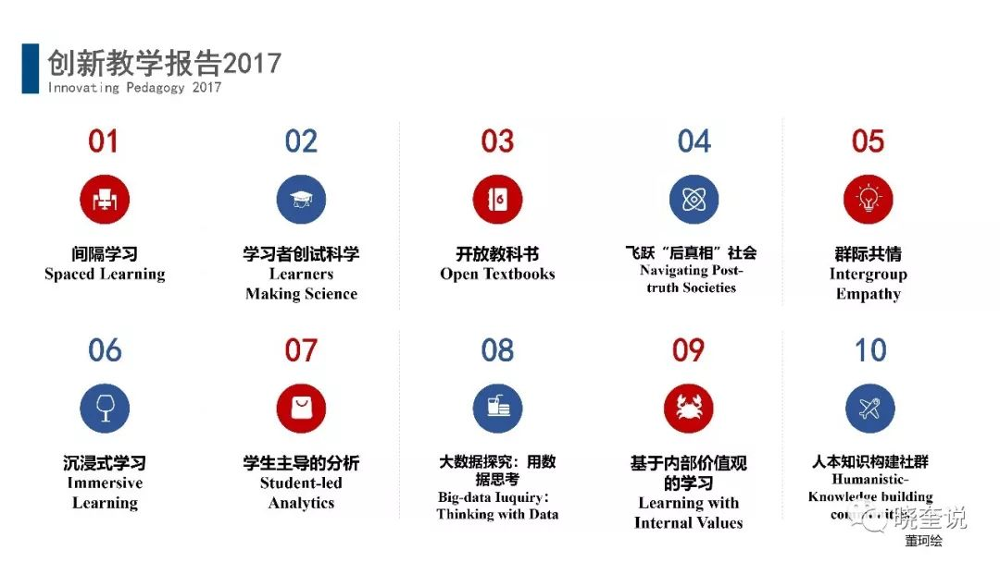 创新教学报告2017
Innovating Pedagogy 2017
01
间隔学习
Spaced Learning
02
学习者创试科学
Learners
Making Science
03
6
开放教科书
Open Textbooks
04
飞跃“后真相”社会
Navigating Post-
truth Societies
05
群际共情
Intergroup
Empathy
06
沉浸式学习
Immersive
Learning
07
学生主导的分析
Student-led
Analytics
08
大数据探究：用数
据思考
Big-data Iuquiry：
Thinking with Data
09
基于内部价值观
的学习
Learning with
Internal Values
10
人本知识构建社群
Humanistic-
Knowledge building
晓奎说
董珂绘